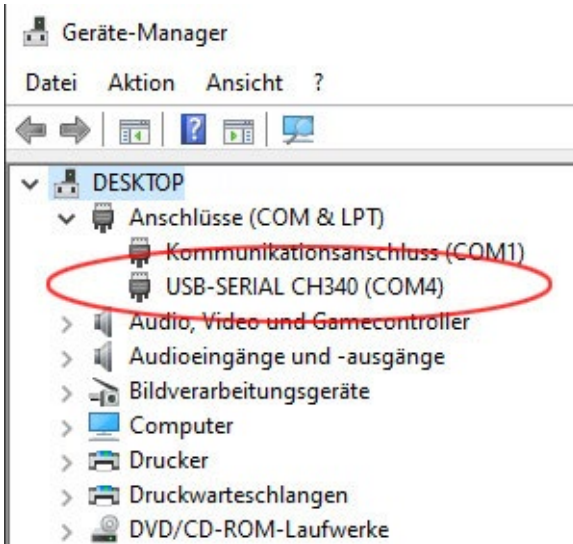 Geräte-Manager
Datei Aktion Ansicht ?
DESKTOP
Anschlüsse (COM & LPT)
Kommunikationsanschluss (COM1)
USB-SERIAL CH340 (COM4)
Audio, Video und Gamecontroller
Audioeingänge und -ausgänge
Bildverarbeitungsgeräte
Computer
Drucker
Druckwarteschlangen
DVD/CD-ROM-Laufwerke